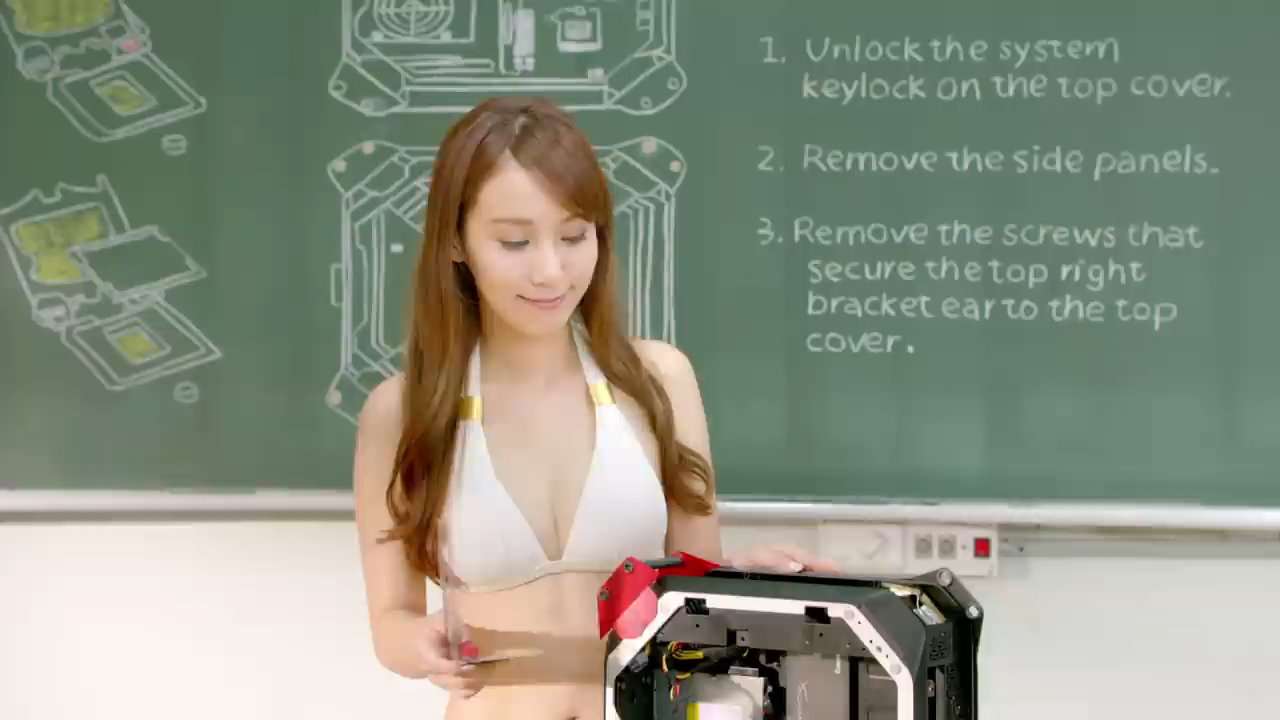 1. Unlock the system
keylock on the top cover.
2. Remove the side panels.
3. Remove the screws that
secure the top right
bracket ear to the top
cover.